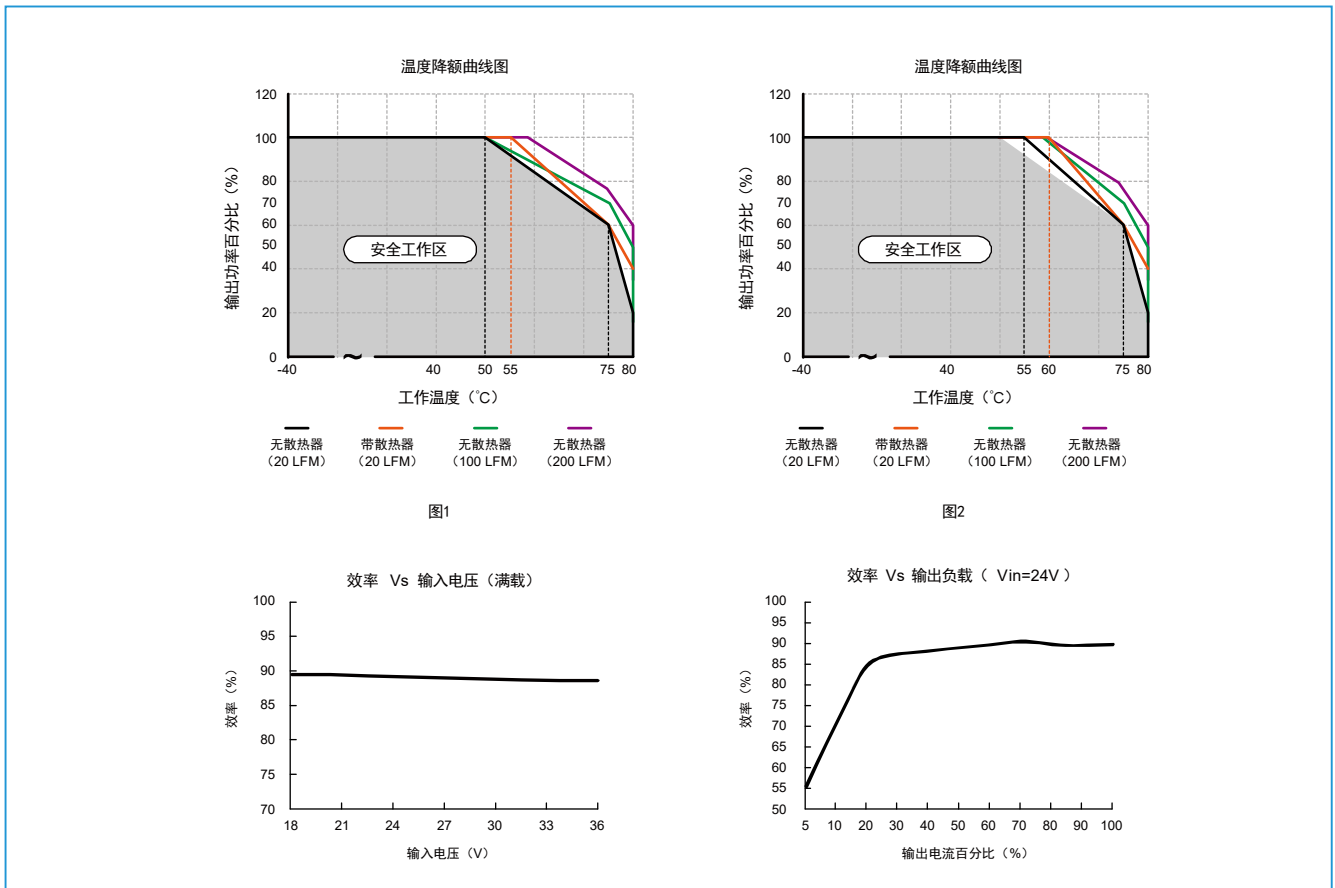 温度降额曲线图
120
100
80
70
60
50
40
20
0
输出功率百分比（%）
安全工作区
-40 40 50 55 75 80
工作温度（℃）
无散热器 带散热器 无散热器 无散热器
（20 LFM） （20 LFM） （100 LFM） （200 LFM）
图1
温度降额曲线图
120
100
80
70
60
50
40
20
0
输出功率百分比（%）
安全工作区
-40 40 55 60 75 80
工作温度（℃）
无散热器 带散热器 无散热器 无散热器
（20 LFM） （20 LFM） （100 LFM） （200 LFM）
图2
效率 Vs 输入电压（满载）
100
95
90
85
80
75
70
效率（%）
18 21 24 27 30 33 36
输入电压（V）
效率 Vs 输出负载（ Vin=24V ）
100
95
90
85
80
75
70
65
60
55
50
效率（%）
5 10 20 30 40 50 60 70 80 90 100
输出电流百分比（%）